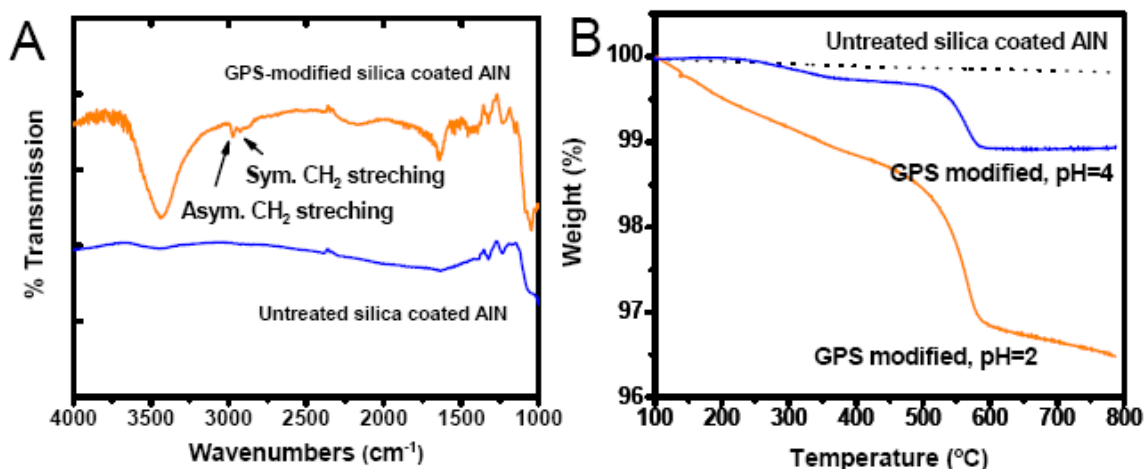 A
GPS-modified silica coated AlN
Sym. CH2 streching
Asym. CH2 streching
Untreated silica coated AlN
% Transmission
4000 3500 3000 2500 2000 1500 1000
Wavenumbers (cm-1)
B
Untreated silica coated AlN
GPS modified, pH=4
GPS modified, pH=2
Weight (%)
100
99
98
97
96
100 200 300 400 500 600 700 800
Temperature (ºC)